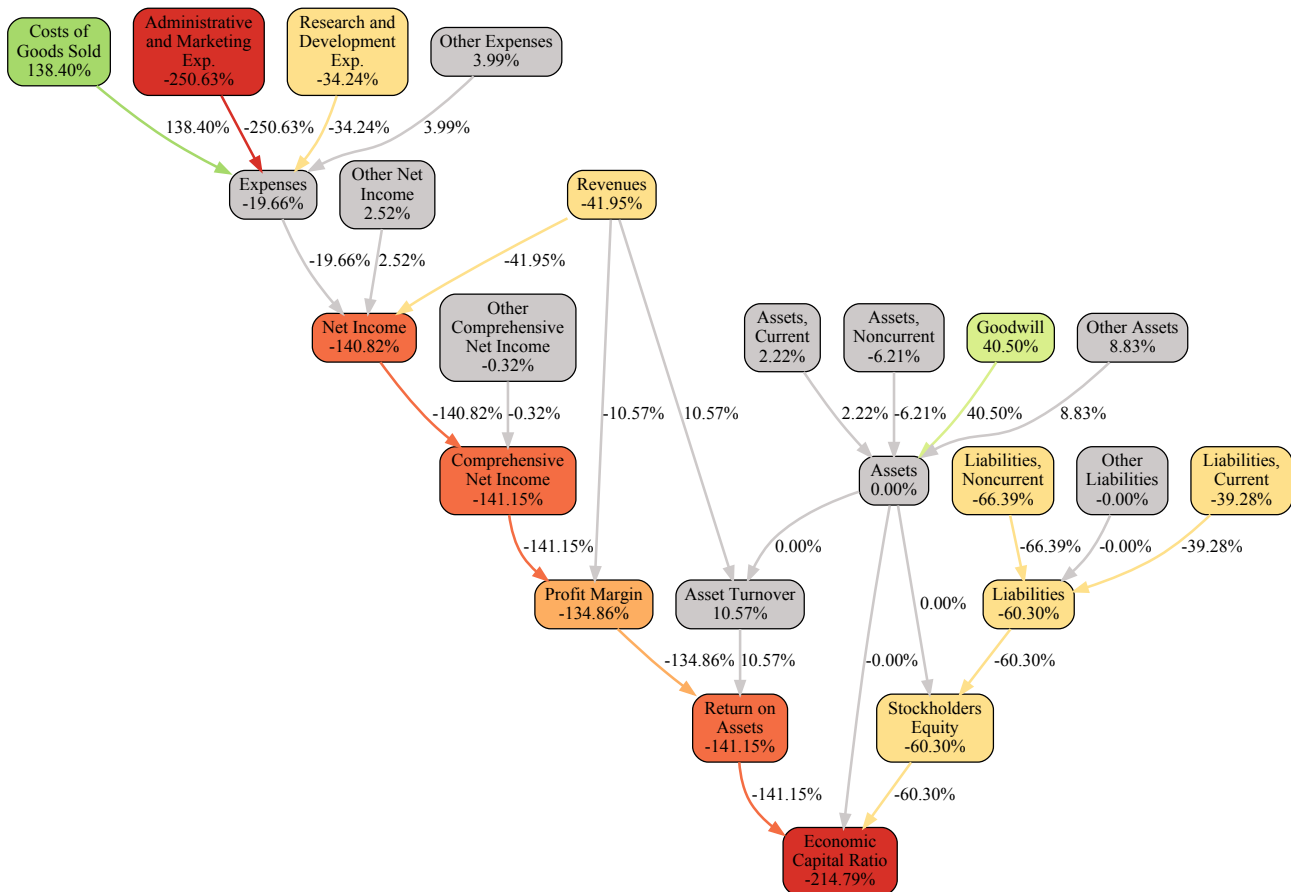 Costs of
Goods Sold
138.40%
Administrative
and Marketing
Exp.
-250.63%
Research and
Development
Exp.
-34.24%
Other Expenses
3.99%
138.40%
-250.63%
-34.24%
3.99%
Expenses
-19.66%
Other Net
Income
2.52%
Revenues
-41.95%
-19.66%
2.52%
-41.95%
Net Income
-140.82%
Other
Comprehensive
Net Income
-0.32%
Assets,
Current
2.22%
Assets,
Noncurrent
-6.21%
Goodwill
40.50%
Other Assets
8.83%
-140.82%
-0.32%
-10.57%
10.57%
2.22%
-6.21%
40.50%
8.83%
Comprehensive
Net Income
-141.15%
Assets
0.00%
Liabilities,
Noncurrent
-66.39%
Other
Liabilities
-0.00%
Liabilities,
Current
-39.28%
-141.15%
0.00%
-66.39%
-0.00%
-39.28%
Profit Margin
-134.86%
Asset Turnover
10.57%
0.00%
Liabilities
-60.30%
-134.86%
10.57%
-0.00%
-60.30%
Return on
Assets
-141.15%
Stockholders
Equity
-60.30%
-141.15%
-60.30%
Economic
Capital Ratio
-214.79%